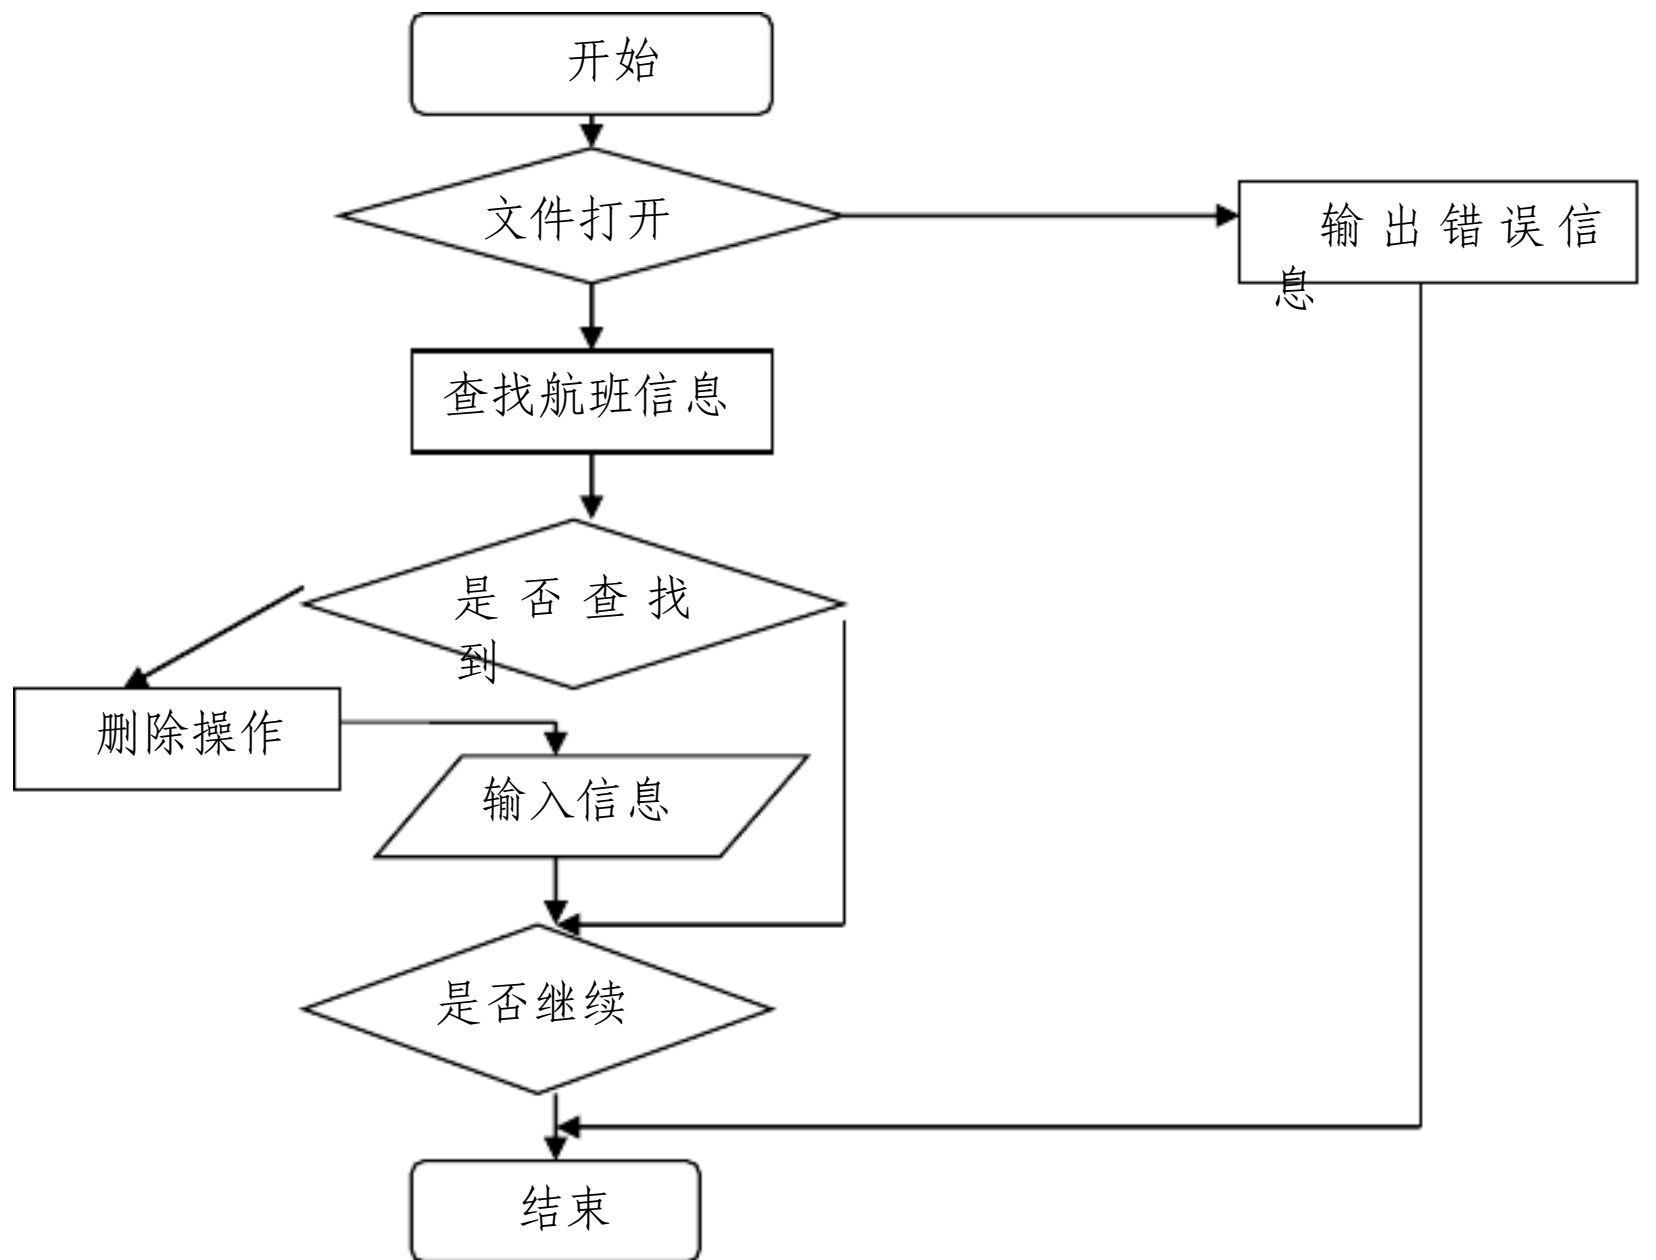 开始
文件打开
输出错误信
息
查找航班信息
是否查找
到
删除操作
输入信息
是否继续
结束